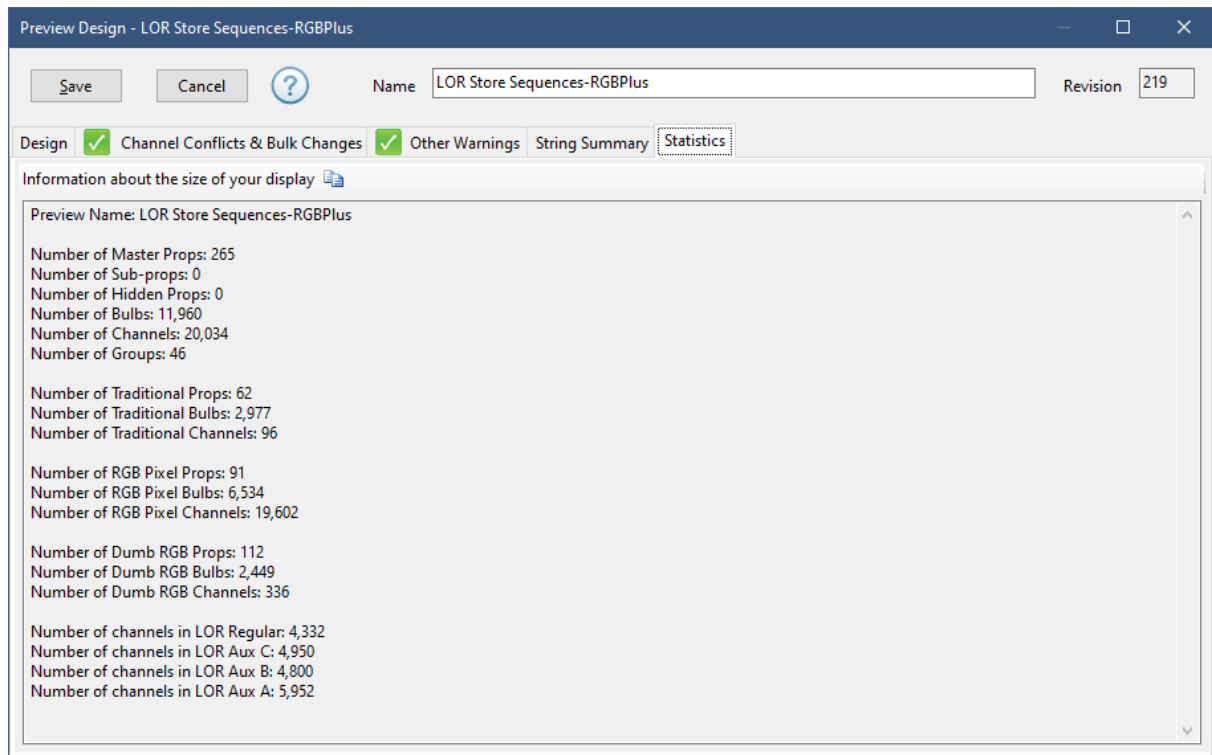 Preview Design - LOR Store Sequences-RGBPlus
Save Cancel ? Name LOR Store Sequences-RGBPlus Revision 219
Design Channel Conflicts & Bulk Changes Other Warnings String Summary Statistics
Information about the size of your display
Preview Name: LOR Store Sequences-RGBPlus
Number of Master Props: 265
Number of Sub-props: 0
Number of Hidden Props: 0
Number of Bulbs: 11,960
Number of Channels: 20,034
Number of Groups: 46
Number of Traditional Props: 62
Number of Traditional Bulbs: 2,977
Number of Traditional Channels: 96
Number of RGB Pixel Props: 91
Number of RGB Pixel Bulbs: 6,534
Number of RGB Pixel Channels: 19,602
Number of Dumb RGB Props: 112
Number of Dumb RGB Bulbs: 2,449
Number of Dumb RGB Channels: 336
Number of channels in LOR Regular: 4,332
Number of channels in LOR Aux C: 4,950
Number of channels in LOR Aux B: 4,800
Number of channels in LOR Aux A: 5,952